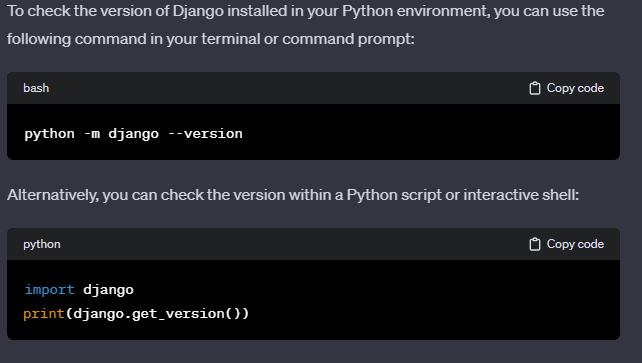 To check the version of Django installed in your Python environment, you can use the
following command in your terminal or command prompt:
bash
Copy code
python -m django --version
Alternatively, you can check the version within a Python script or interactive shell:
python
Copy code
import django
print(django.get_version())